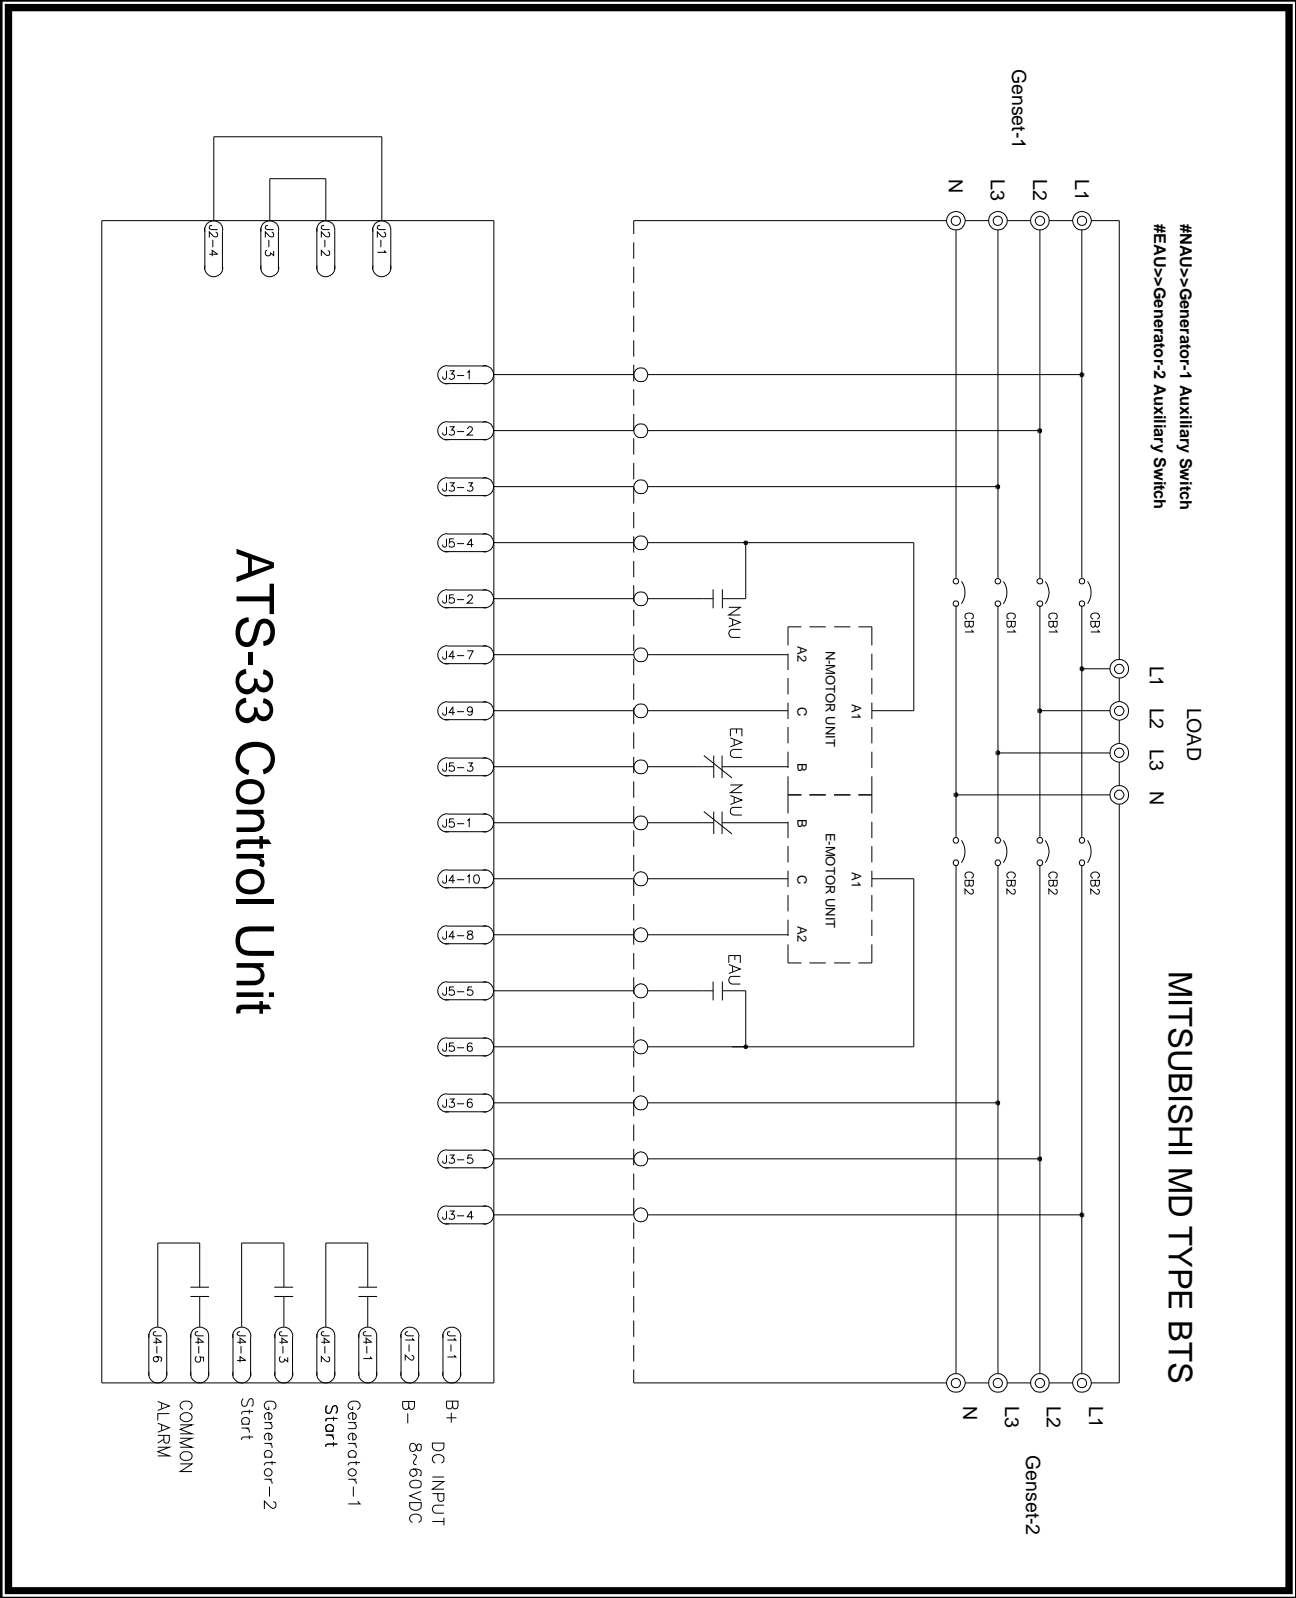 MITSUBISHI MD TYPE BTS
#NAU>>Generator-1 Auxiliary Switch
#EAU>>Generator-2 Auxiliary Switch
LOAD
L1 L2 L3 N
Genset-1
L1
L2
L3
N
CB1
CB1
CB1
CB1
CB2
CB2
CB2
CB2
L1
L2
L3
N
Genset-2
A1
A1
N-MOTOR UNIT
E-MOTOR UNIT
A2 C B
B C A2
NAU
EAU
NAU
EAU
J3-1
J3-2
J3-3
J5-4
J5-2
J4-7
J4-9
J5-3
J5-1
J4-10
J4-8
J5-5
J5-6
J3-6
J3-5
J3-4
J2-1
J2-2
J2-3
J2-4
ATS-33 Control Unit
J1-1
B+
DC INPUT
J1-2
B-
8~60VDC
J4-1
J4-2
Generator-1
Start
J4-3
J4-4
Generator-2
Start
J4-5
J4-6
COMMON
ALARM